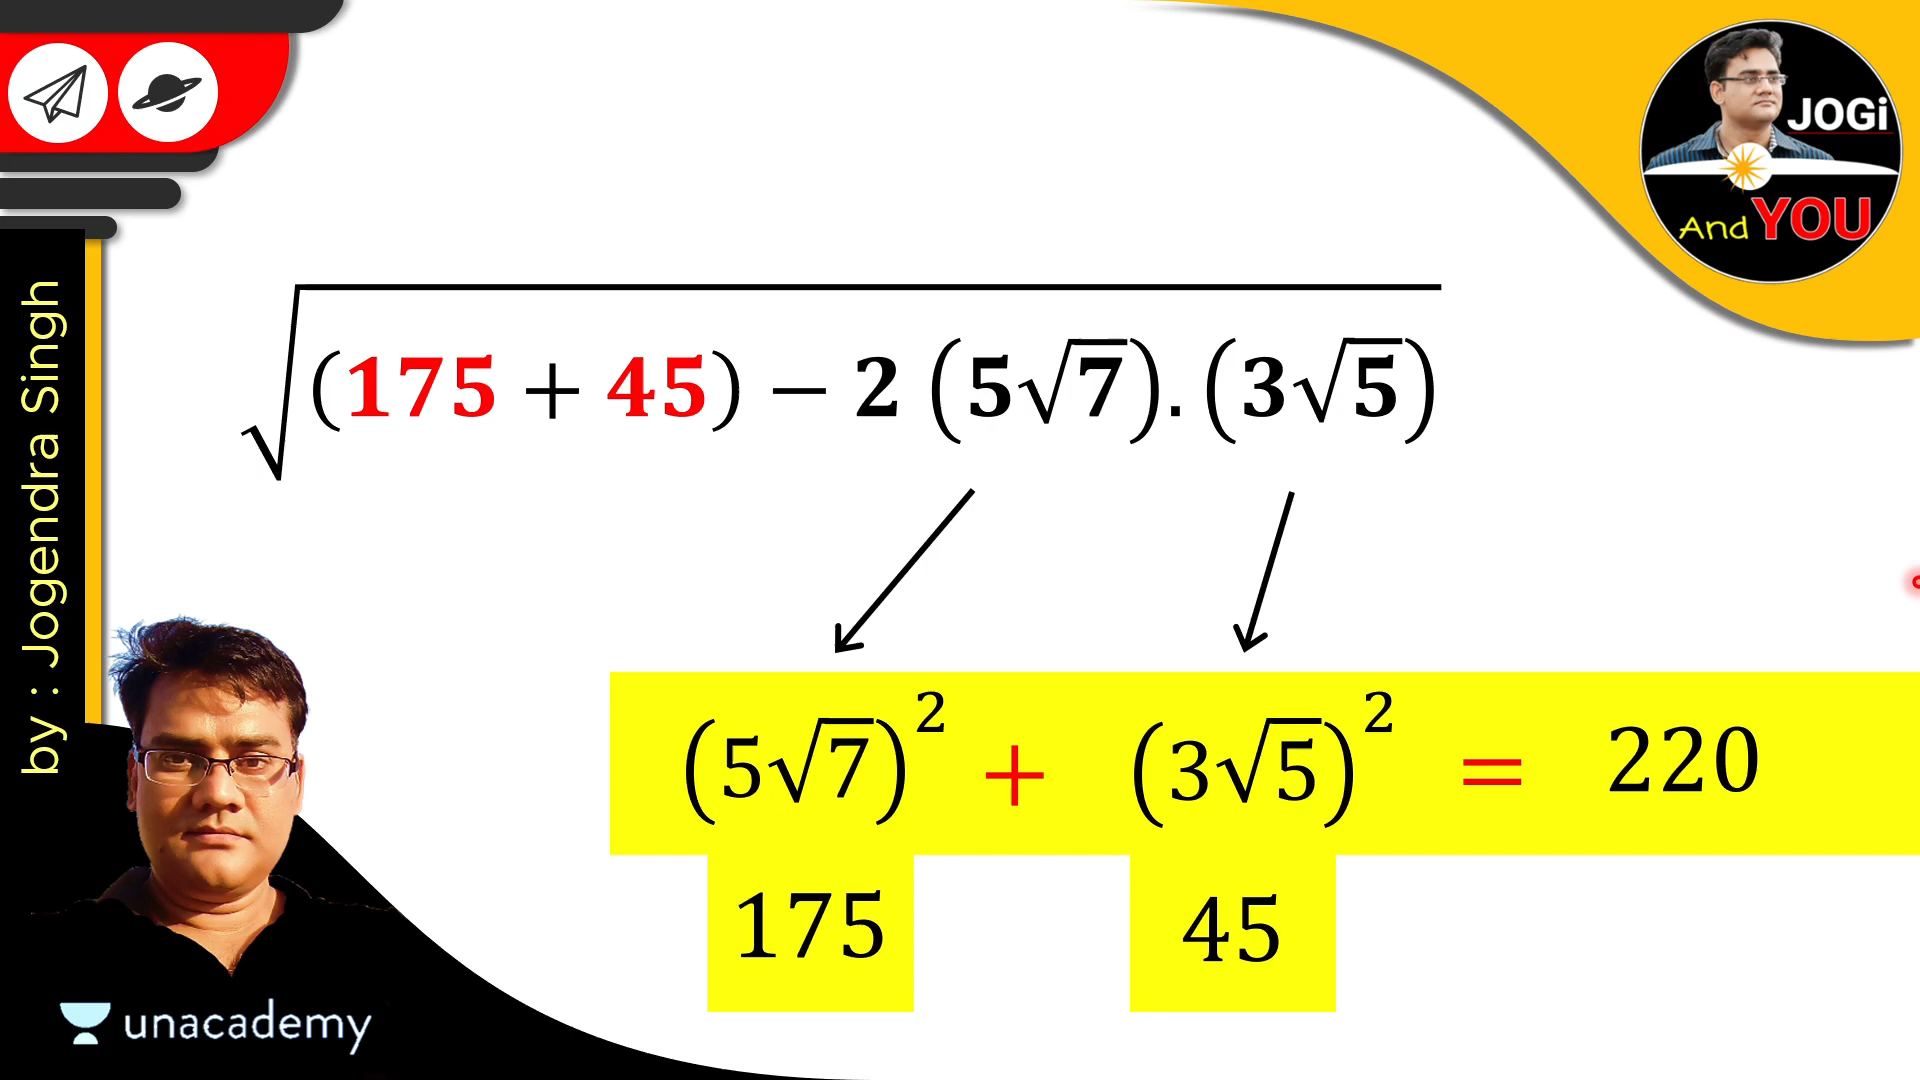 JOGi
And YOU
by : Jogendra Singh
√(175 + 45) − 2 (5√7).(3√5)
(5√7)² + (3√5)² = 220
175 45
unacademy